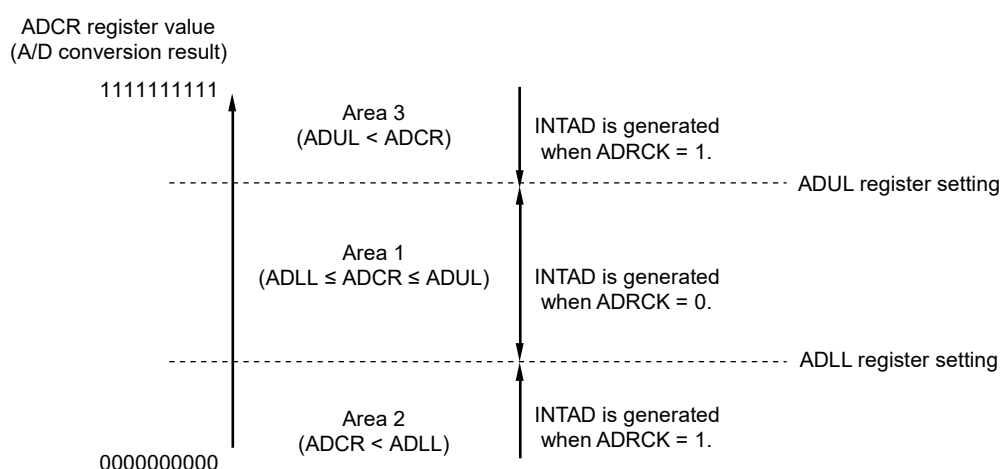 ADCR register value
(A/D conversion result)
1111111111
Area 3
(ADUL < ADCR)
INTAD is generated
when ADRCK = 1.
ADUL register setting
Area 1
(ADLL ≤ ADCR ≤ ADUL)
INTAD is generated
when ADRCK = 0.
ADLL register setting
Area 2
(ADCR < ADLL)
INTAD is generated
when ADRCK = 1.
0000000000